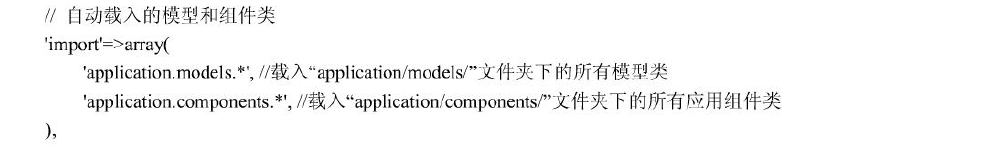 // 自动载入的模型和组件类
'import'=>array(
'application.models.*', //载入“application/models/”文件夹下的所有模型类
'application.components.*', //载入“application/components/”文件夹下的所有应用组件类
),